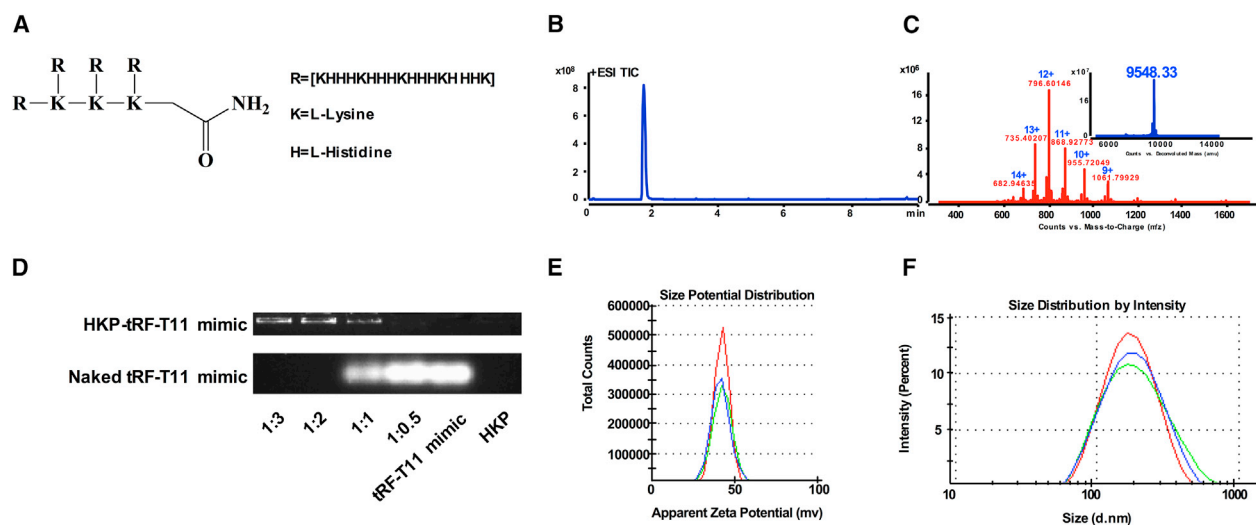 A
R R R
R—K—K—K NH2
O
R=[KHHHKHHHKHHHKH HHK]
K=L-Lysine
H=L-Histidine
B
x10 8
+ESI TIC
8
6
4
2
0
0 2 4 6 8 min
C
x10 6
16
12
8
4
0
12+
796.60146
13+
735.40207
11+
868.92773
10+
955.72049
14+
682.94635
9+
1061.79929
400 600 800 1000 1200 1400 1600
Counts vs. Mass-to-Charge (m/z)
x10 7
9548.33
16
0
6000 10000 14000
Counts vs. Deconvoluted Mass (amu)
D
HKP-tRF-T11 mimic
Naked tRF-T11 mimic
1:3 1:2 1:1 1:0.5 tRF-T11 mimic HKP
E
Size Potential Distribution
Total Counts
600000
500000
400000
300000
200000
100000
0 50 100
Apparent Zeta Potential (mv)
F
Size Distribution by Intensity
Intensity (Percent)
15
10
5
10 100 1000
Size (d.nm)